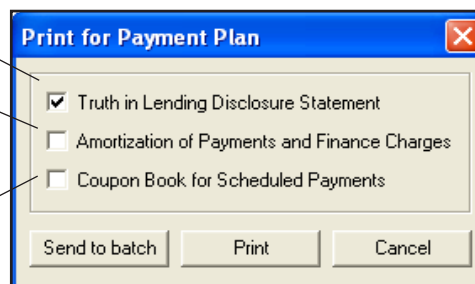 Print for Payment Plan
Truth in Lending Disclosure Statement
Amortization of Payments and Finance Charges
Coupon Book for Scheduled Payments
Send to batch Print Cancel